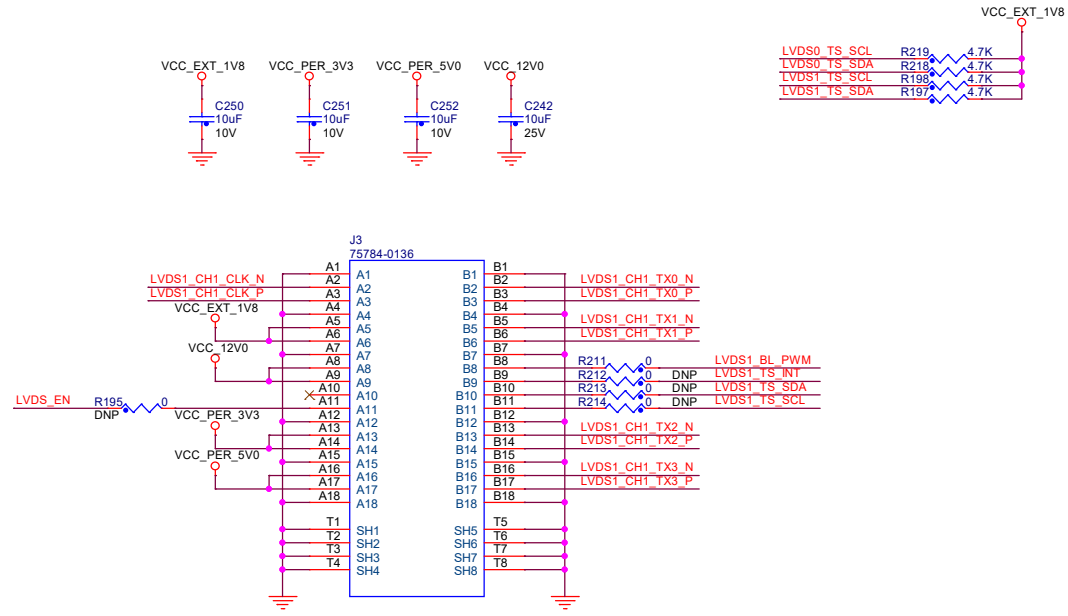 VCC_EXT_1V8
LVDS0_TS_SCL R219 4.7K
LVDS0_TS_SDA R218 4.7K
LVDS1_TS_SCL R198 4.7K
LVDS1_TS_SDA R197 4.7K
VCC_EXT_1V8 VCC_PER_3V3 VCC_PER_5V0 VCC_12V0
C250 C251 C252 C242
10uF 10uF 10uF 10uF
10V 10V 10V 25V
J3
75784-0136
A1 A1 B1 B1
LVDS1_CH1_CLK_N A2 A2 B2 B2 LVDS1_CH1_TX0_N
LVDS1_CH1_CLK_P A3 A3 B3 B3 LVDS1_CH1_TX0_P
VCC_EXT_1V8 A4 A4 B4 B4
A5 A5 B5 B5 LVDS1_CH1_TX1_N
A6 A6 B6 B6 LVDS1_CH1_TX1_P
VCC_12V0 A7 A7 B7 B7
A8 A8 B8 B8 R211 0 LVDS1_BL_PWM
A9 A9 B9 B9 R212 0 DNP LVDS1_TS_INT
A10 A10 B10 B10 R213 0 DNP LVDS1_TS_SDA
LVDS_EN R195 0 A11 A11 B11 B11 R214 0 DNP LVDS1_TS_SCL
DNP VCC_PER_3V3 A12 A12 B12 B12
A13 A13 B13 B13 LVDS1_CH1_TX2_N
A14 A14 B14 B14 LVDS1_CH1_TX2_P
VCC_PER_5V0 A15 A15 B15 B15
A16 A16 B16 B16 LVDS1_CH1_TX3_N
A17 A17 B17 B17 LVDS1_CH1_TX3_P
A18 A18 B18 B18
T1 SH1 SH5 T5
T2 SH2 SH6 T6
T3 SH3 SH7 T7
T4 SH4 SH8 T8